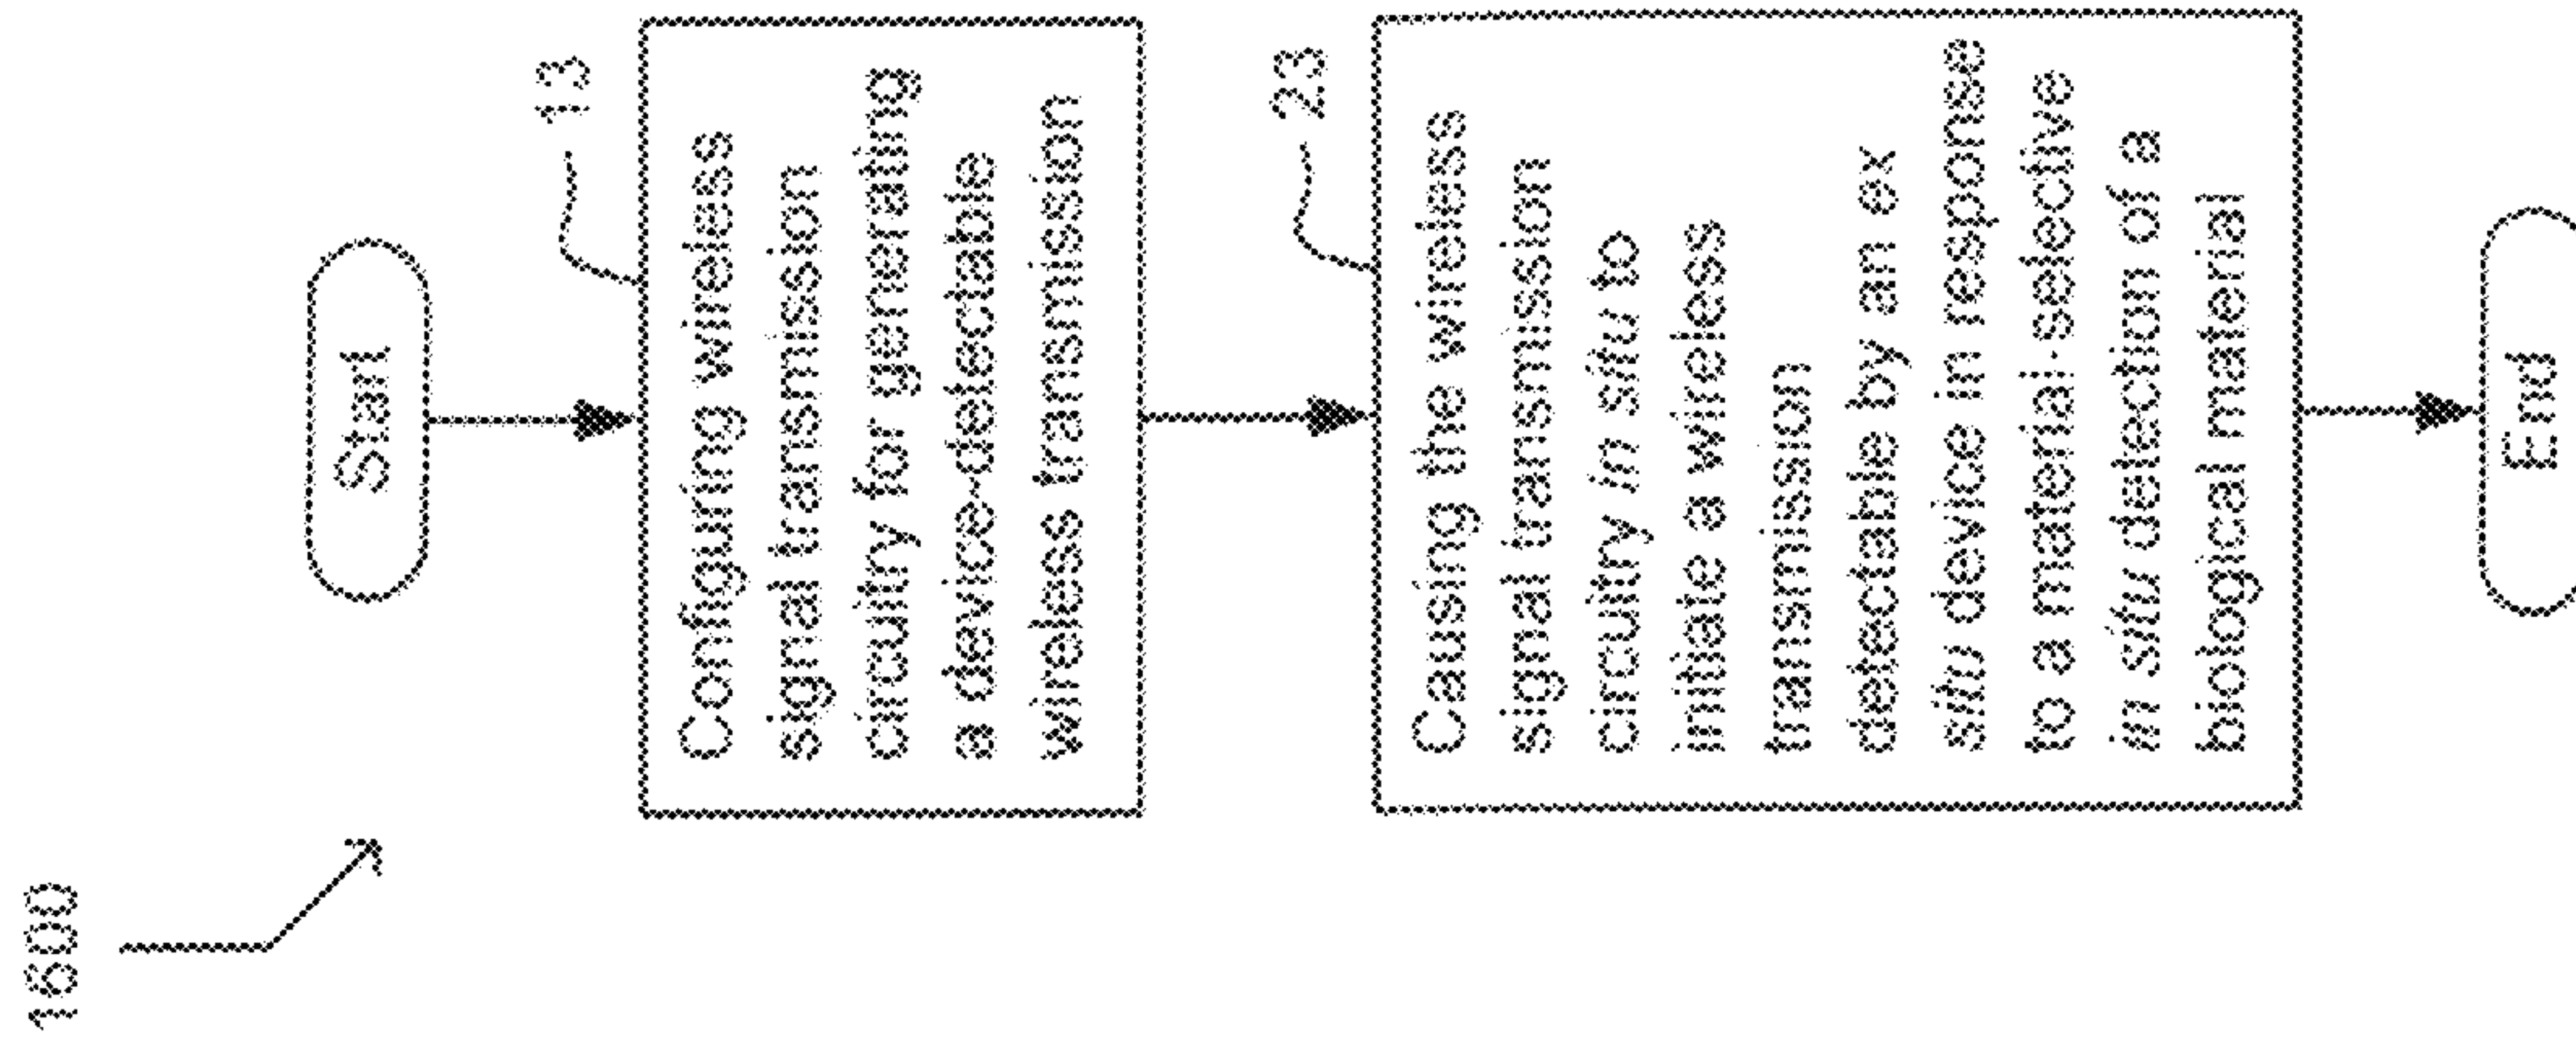 1600
Start
13
Configuring wireless
signal transmission
circuitry for generating
a device-detectable
wireless transmission
23
Causing the wireless
signal transmission
circuitry in situ to
initiate a wireless
transmission
detectable by an ex
situ device in response
to a material-selective
in situ detection of a
biological material
End